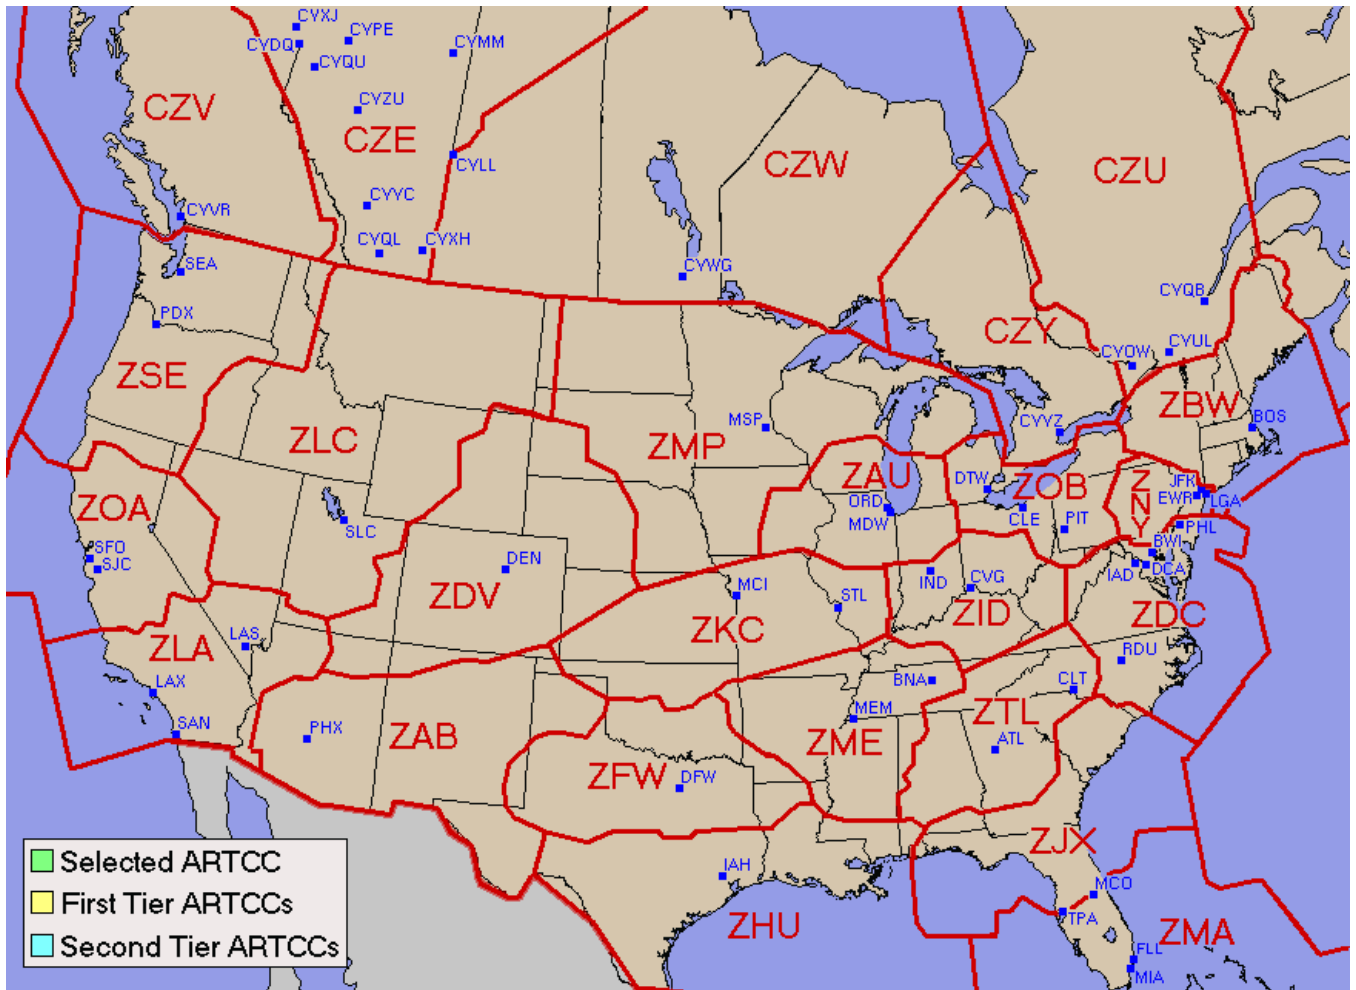 CYXJ
CYDQ
CYPE
CYMM
CYQU
CZV
CYZU
CZE
CYLL
CZW
CZU
CYYC
CYVR
CYQL
CYXH
CYWG
SEA
CYQB
PDX
CZY
CYUL
CYOW
ZSE
ZBW
MSP
ZMP
ZLC
CYYZ
BOS
ZAU
DTW
ZOB
ZNY
JFK
EWR
LGA
ZOA
ORD
MDW
CLE
PIT
SLC
PHL
SFO
SJC
DEN
BWI
IAD
DCA
IND
CVG
MCI
STL
ZDV
ZID
ZDC
ZKC
LAS
ZLA
RDU
BNA
CLT
LAX
MEM
ZTL
SAN
PHX
ZAB
ZME
ATL
ZFW
DFW
ZJX
Selected ARTCC
IAH
MCO
First Tier ARTCCs
TPA
ZHU
ZMA
Second Tier ARTCCs
FLL
MIA